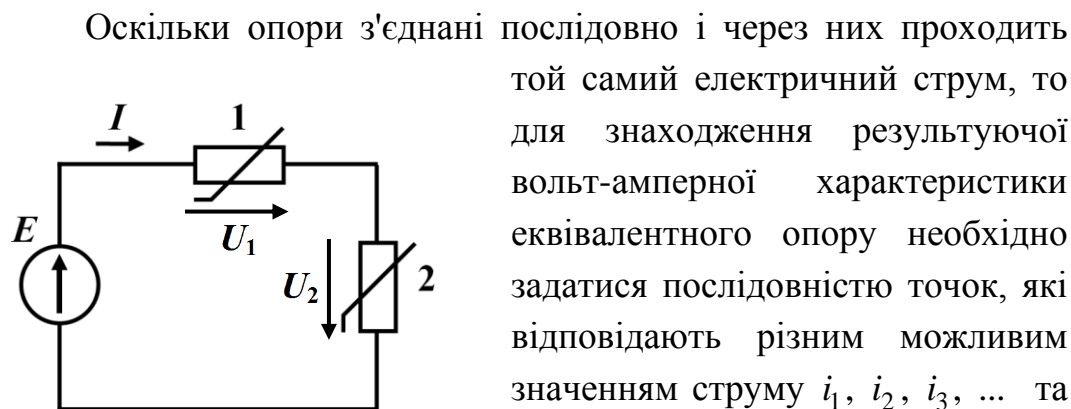 Оскільки опори з'єднані послідовно і через них проходить
той самий електричний струм, то
для знаходження результуючої
вольт-амперної характеристики
еквівалентного опору необхідно
задатися послідовністю точок, які
відповідають різним можливим
значенням струму i₁, i₂, i₃, ... та
I
1
E
U₁
U₂
2